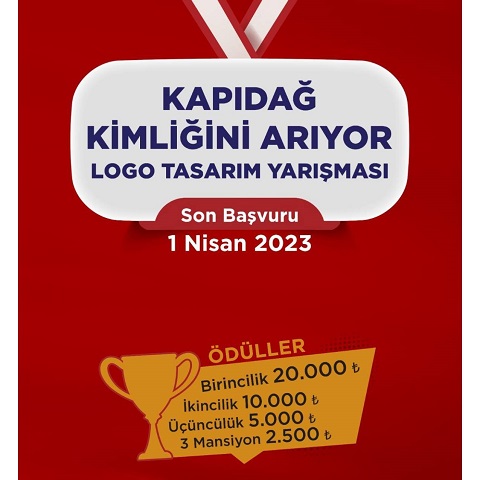 KAPIDAĞ
KİMLİĞİNİ ARIYOR
LOGO TASARIM YARIŞMASI
Son Başvuru
1 Nisan 2023
ÖDÜLLER
Birincilik 20.000 ₺
İkincilik 10.000 ₺
Üçüncülük 5.000 ₺
3 Mansiyon 2.500 ₺